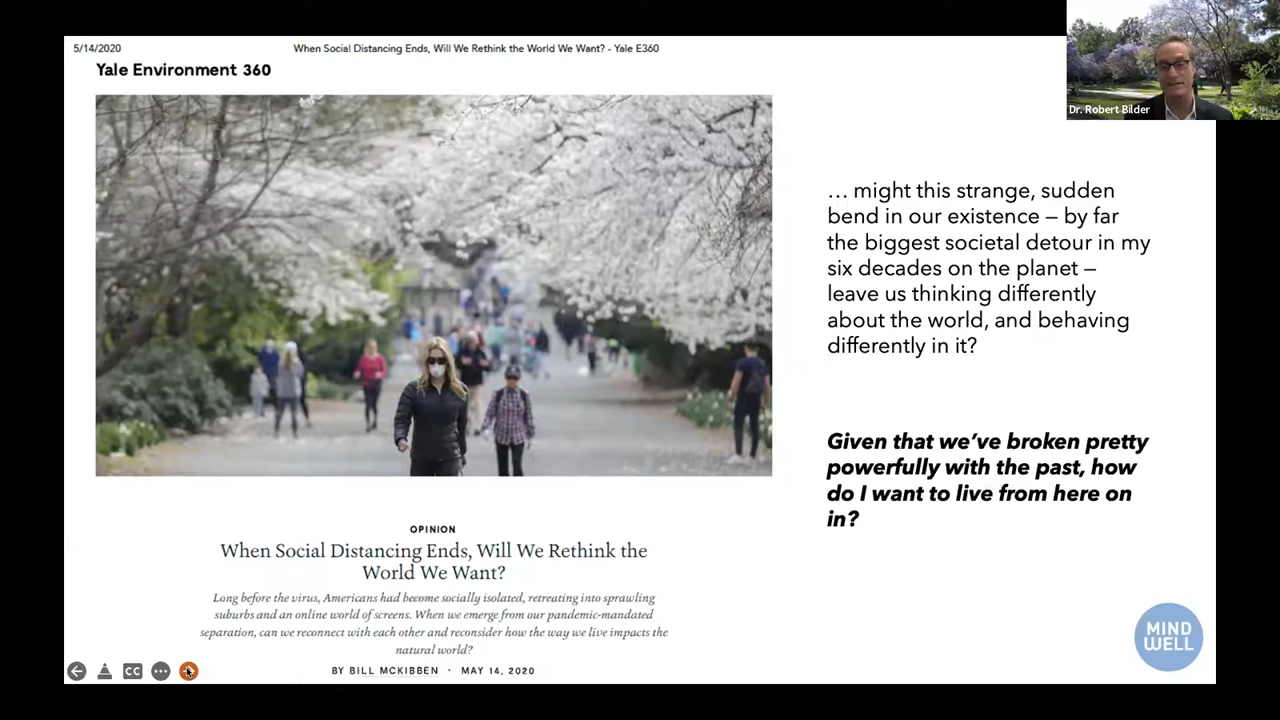 5/14/2020
When Social Distancing Ends, Will We Rethink the World We Want? - Yale E360
Yale Environment 360
Dr. Robert Bilder
… might this strange, sudden
bend in our existence – by far
the biggest societal detour in my
six decades on the planet –
leave us thinking differently
about the world, and behaving
differently in it?
Given that we’ve broken pretty
powerfully with the past, how
do I want to live from here on
in?
OPINION
When Social Distancing Ends, Will We Rethink the
World We Want?
Long before the virus, Americans had become socially isolated, retreating into sprawling
suburbs and an online world of screens. When we emerge from our pandemic-mandated
separation, can we reconnect with each other and reconsider how the way we live impacts the
natural world?
BY BILL MCKIBBEN · MAY 14, 2020
CC
MIND
WELL